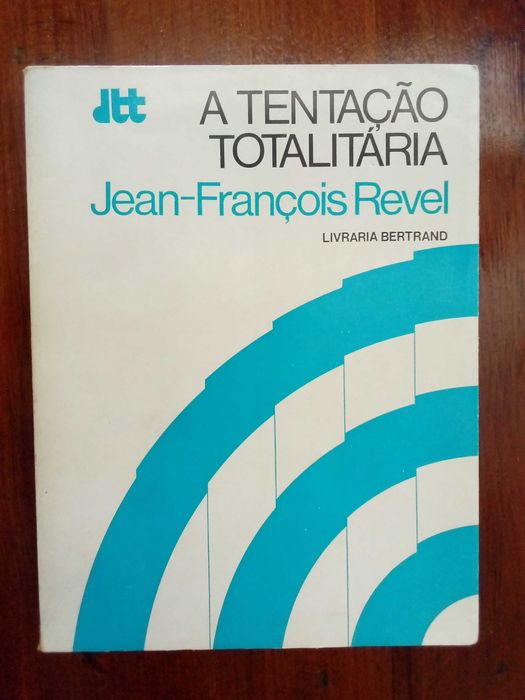 dtt
A TENTAÇÃO
TOTALITÁRIA
Jean-François Revel
LIVRARIA BERTRAND